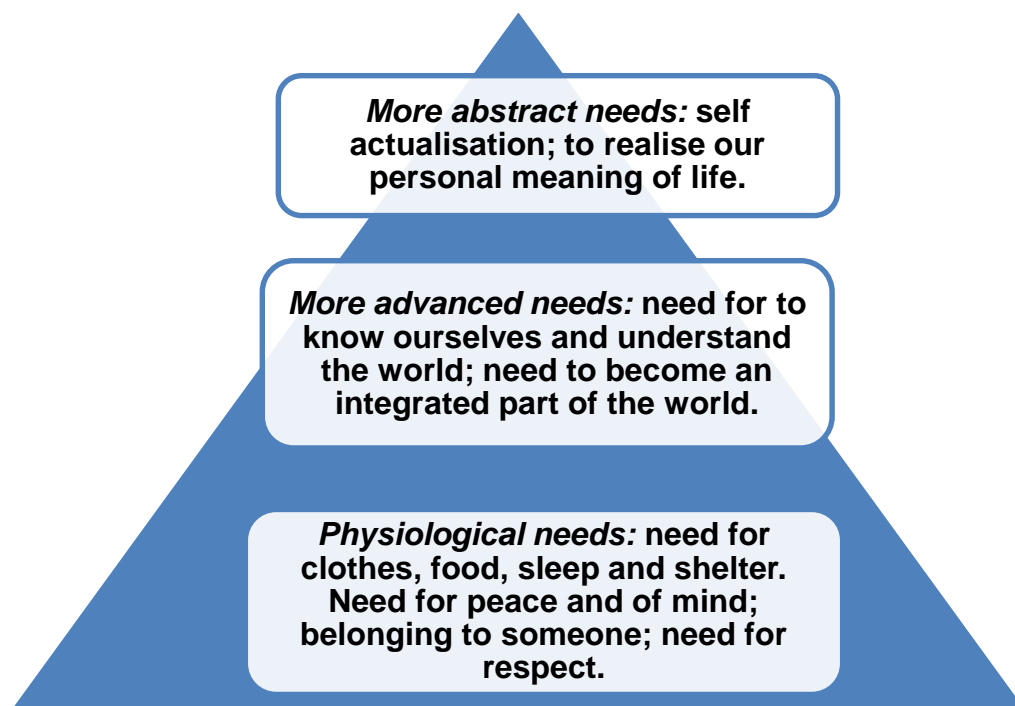 More abstract needs: self
actualisation; to realise our
personal meaning of life.
More advanced needs: need for to
know ourselves and understand
the world; need to become an
integrated part of the world.
Physiological needs: need for
clothes, food, sleep and shelter.
Need for peace and of mind;
belonging to someone; need for
respect.